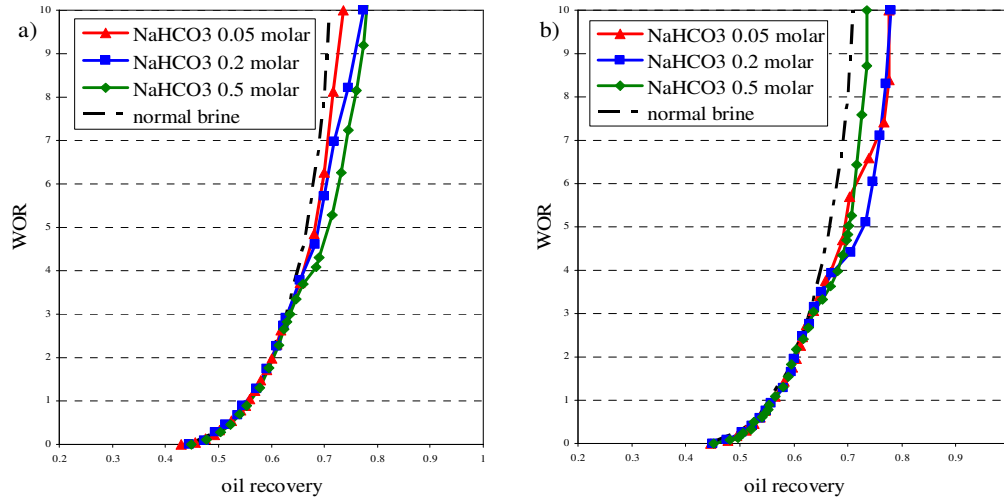 a)
NaHCO3 0.05 molar
NaHCO3 0.2 molar
NaHCO3 0.5 molar
normal brine
10
9
8
7
6
5
4
3
2
1
0
WOR
0.2 0.3 0.4 0.5 0.6 0.7 0.8 0.9 1
oil recovery
b)
NaHCO3 0.05 molar
NaHCO3 0.2 molar
NaHCO3 0.5 molar
normal brine
10
9
8
7
6
5
4
3
2
1
0
WOR
0.2 0.3 0.4 0.5 0.6 0.7 0.8 0.9 1
oil recovery